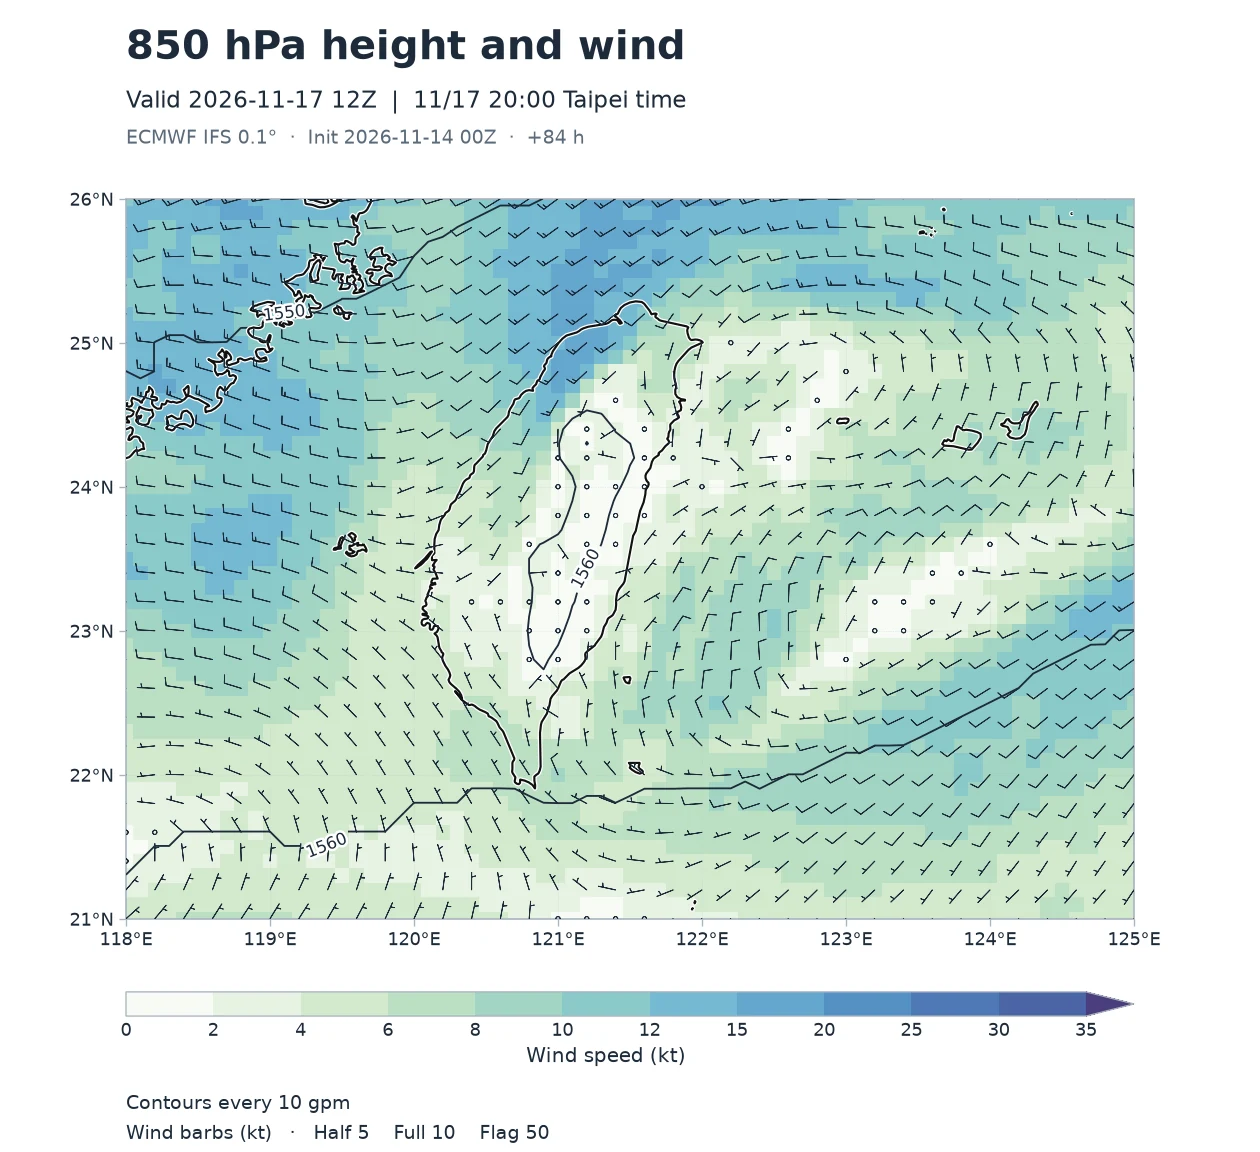 850 hPa height and wind
Valid 2026-11-17 12Z | 11/17 20:00 Taipei time
ECMWF IFS 0.1° · Init 2026-11-14 00Z · +84 h
26°N
25°N
24°N
23°N
22°N
21°N
1550
1560
1560
118°E 119°E 120°E 121°E 122°E 123°E 124°E 125°E
0 2 4 6 8 10 12 15 20 25 30 35
Wind speed (kt)
Contours every 10 gpm
Wind barbs (kt) · Half 5 Full 10 Flag 50